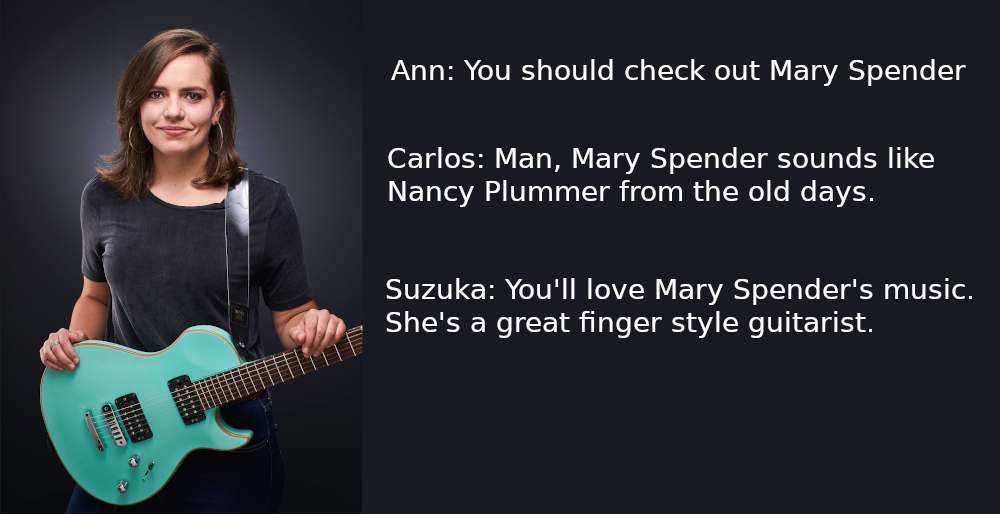 Ann: You should check out Mary Spender
Carlos: Man, Mary Spender sounds like
Nancy Plummer from the old days.
Suzuka: You'll love Mary Spender's music.
She's a great finger style guitarist.